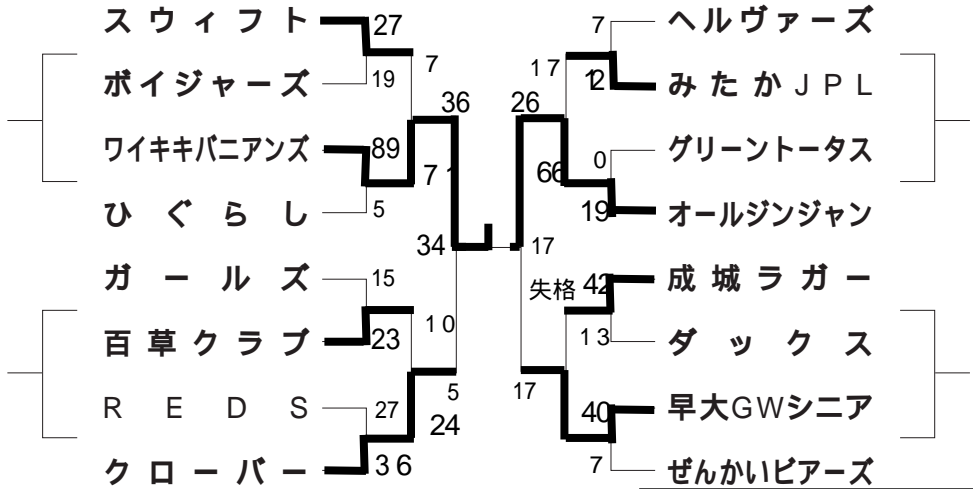 スウィフト 27
7 ヘルヴァーズ
ボイジャーズ 19
7
17
12 みたかJPL
36
26
ワイキキバニアンズ 89
0 グリーントータス
71
66
ひぐらし 5
19 オールジンジャン
34
17
ガールズ 15
失格 42 成城ラガー
百草クラブ 23
10
13 ダックス
REDS 27
5
17
40 早大GWシニア
24
クローバー 36
7 ぜんかいビアーズ